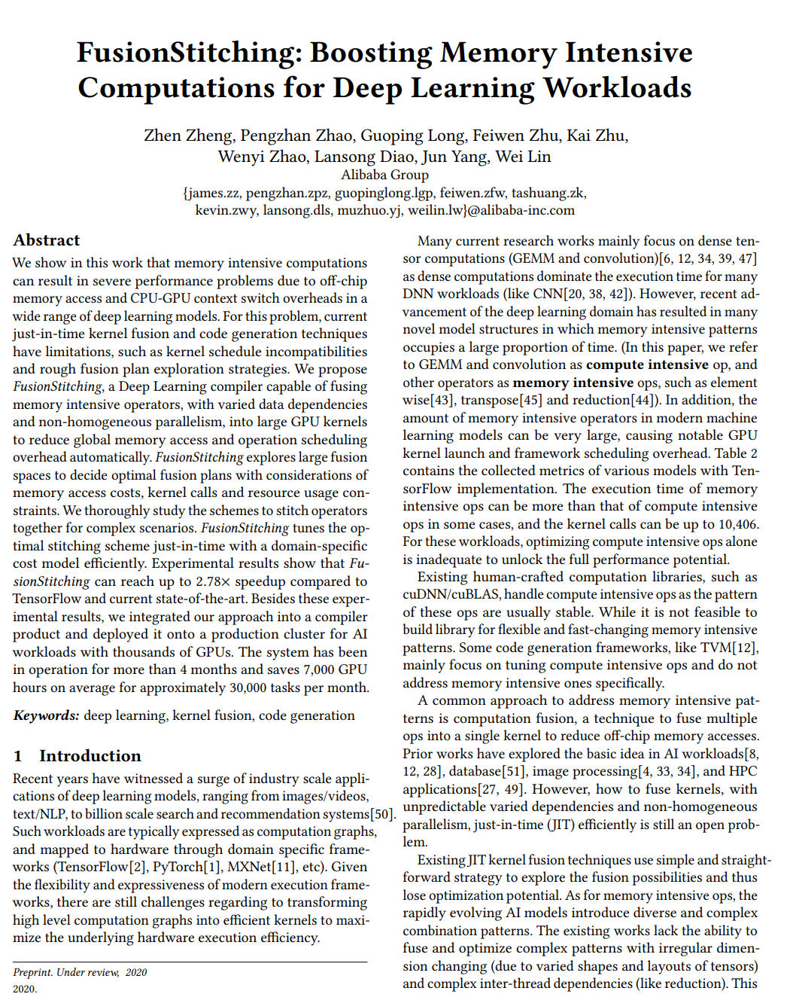 FusionStitching: Boosting Memory Intensive
Computations for Deep Learning Workloads
Zhen Zheng, Pengzhan Zhao, Guoping Long, Feiwen Zhu, Kai Zhu,
Wenyi Zhao, Lansong Diao, Jun Yang, Wei Lin
Alibaba Group
{james.zz, pengzhan.zpz, guopinglong.lgp, feiwen.zfw, tashuang.zk,
kevin.zwy, lansong.dls, muzhuo.yj, weilin.lw}@alibaba-inc.com
Abstract
We show in this work that memory intensive computations
can result in severe performance problems due to off-chip
memory access and CPU-GPU context switch overheads in a
wide range of deep learning models. For this problem, current
just-in-time kernel fusion and code generation techniques
have limitations, such as kernel schedule incompatibilities
and rough fusion plan exploration strategies. We propose
FusionStitching, a Deep Learning compiler capable of fusing
memory intensive operators, with varied data dependencies
and non-homogeneous parallelism, into large GPU kernels
to reduce global memory access and operation scheduling
overhead automatically. FusionStitching explores large fusion
spaces to decide optimal fusion plans with considerations of
memory access costs, kernel calls and resource usage con-
straints. We thoroughly study the schemes to stitch operators
together for complex scenarios. FusionStitching tunes the op-
timal stitching scheme just-in-time with a domain-specific
cost model efficiently. Experimental results show that Fu-
sionStitching can reach up to 2.78× speedup compared to
TensorFlow and current state-of-the-art. Besides these exper-
imental results, we integrated our approach into a compiler
product and deployed it onto a production cluster for AI
workloads with thousands of GPUs. The system has been
in operation for more than 4 months and saves 7,000 GPU
hours on average for approximately 30,000 tasks per month.
Keywords: deep learning, kernel fusion, code generation
1 Introduction
Recent years have witnessed a surge of industry scale appli-
cations of deep learning models, ranging from images/videos,
text/NLP, to billion scale search and recommendation systems[50].
Such workloads are typically expressed as computation graphs,
and mapped to hardware through domain specific frame-
works (TensorFlow[2], PyTorch[1], MXNet[11], etc). Given
the flexibility and expressiveness of modern execution frame-
works, there are still challenges regarding to transforming
high level computation graphs into efficient kernels to maxi-
mize the underlying hardware execution efficiency.
Preprint. Under review, 2020
2020.
Many current research works mainly focus on dense ten-
sor computations (GEMM and convolution)[6, 12, 34, 39, 47]
as dense computations dominate the execution time for many
DNN workloads (like CNN[20, 38, 42]). However, recent ad-
vancement of the deep learning domain has resulted in many
novel model structures in which memory intensive patterns
occupies a large proportion of time. (In this paper, we refer
to GEMM and convolution as compute intensive op, and
other operators as memory intensive ops, such as element
wise[43], transpose[45] and reduction[44]). In addition, the
amount of memory intensive operators in modern machine
learning models can be very large, causing notable GPU
kernel launch and framework scheduling overhead. Table 2
contains the collected metrics of various models with Ten-
sorFlow implementation. The execution time of memory
intensive ops can be more than that of compute intensive
ops in some cases, and the kernel calls can be up to 10,406.
For these workloads, optimizing compute intensive ops alone
is inadequate to unlock the full performance potential.
Existing human-crafted computation libraries, such as
cuDNN/cuBLAS, handle compute intensive ops as the pattern
of these ops are usually stable. While it is not feasible to
build library for flexible and fast-changing memory intensive
patterns. Some code generation frameworks, like TVM[12],
mainly focus on tuning compute intensive ops and do not
address memory intensive ones specifically.
A common approach to address memory intensive pat-
terns is computation fusion, a technique to fuse multiple
ops into a single kernel to reduce off-chip memory accesses.
Prior works have explored the basic idea in AI workloads[8,
12, 28], database[51], image processing[4, 33, 34], and HPC
applications[27, 49]. However, how to fuse kernels, with
unpredictable varied dependencies and non-homogeneous
parallelism, just-in-time (JIT) efficiently is still an open prob-
lem.
Existing JIT kernel fusion techniques use simple and straight-
forward strategy to explore the fusion possibilities and thus
lose optimization potential. As for memory intensive ops, the
rapidly evolving AI models introduce diverse and complex
combination patterns. The existing works lack the ability to
fuse and optimize complex patterns with irregular dimen-
sion changing (due to varied shapes and layouts of tensors)
and complex inter-thread dependencies (like reduction). This